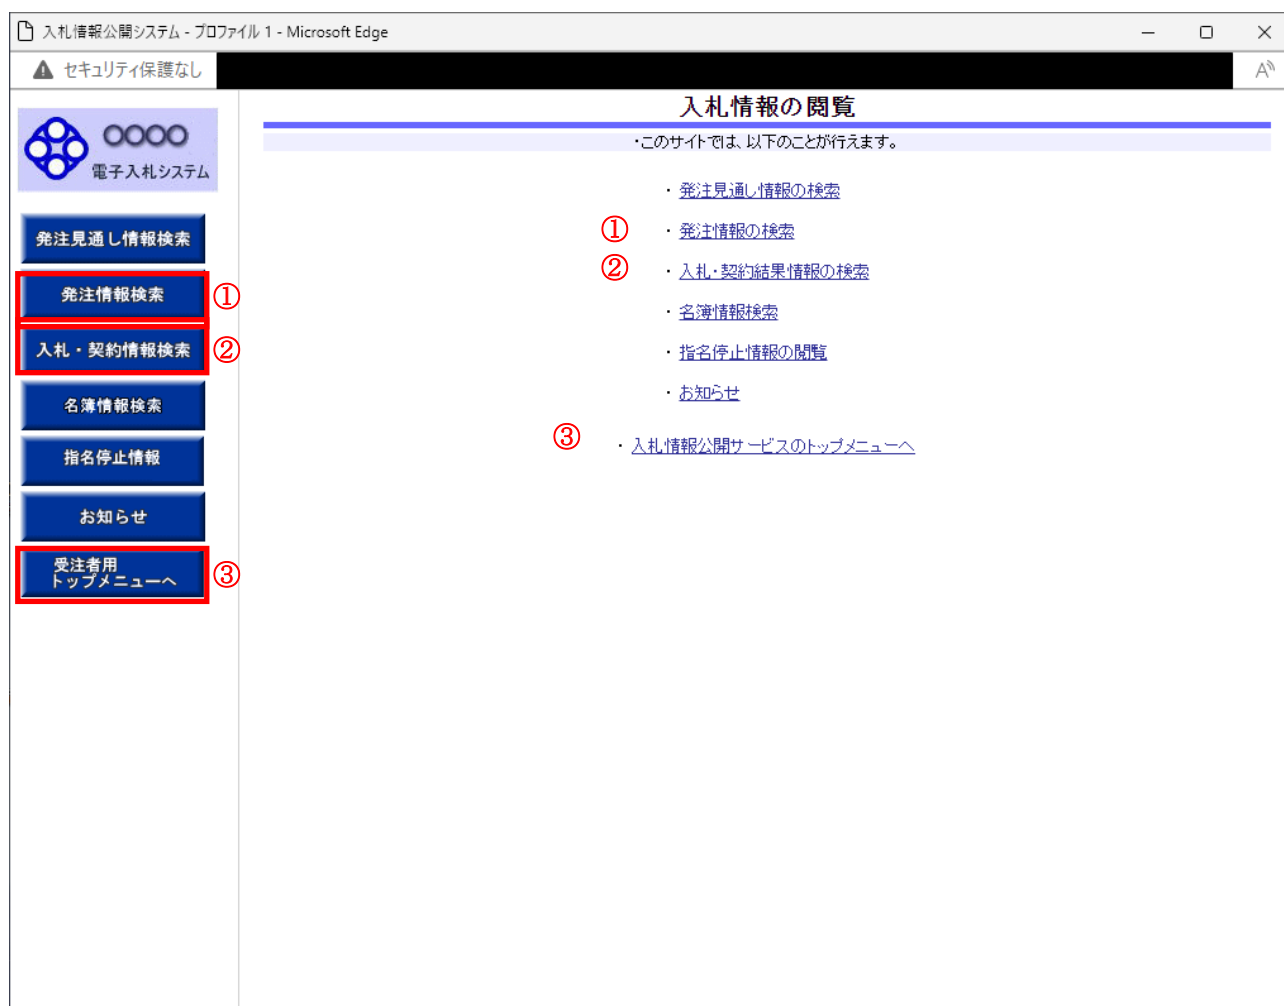 入札情報公開システム - プロファイル 1 - Microsoft Edge
セキュリティ保護なし
〇〇〇〇
電子入札システム
発注見通し情報検索
発注情報検索 ①
入札・契約情報検索 ②
名簿情報検索
指名停止情報
お知らせ
受注者用
トップメニューへ ③
入札情報の閲覧
・このサイトでは、以下のことが行えます。
・ 発注見通し情報の検索
① ・ 発注情報の検索
② ・ 入札・契約結果情報の検索
・ 名簿情報検索
・ 指名停止情報の閲覧
・ お知らせ
③ ・ 入札情報公開サービスのトップメニューへ